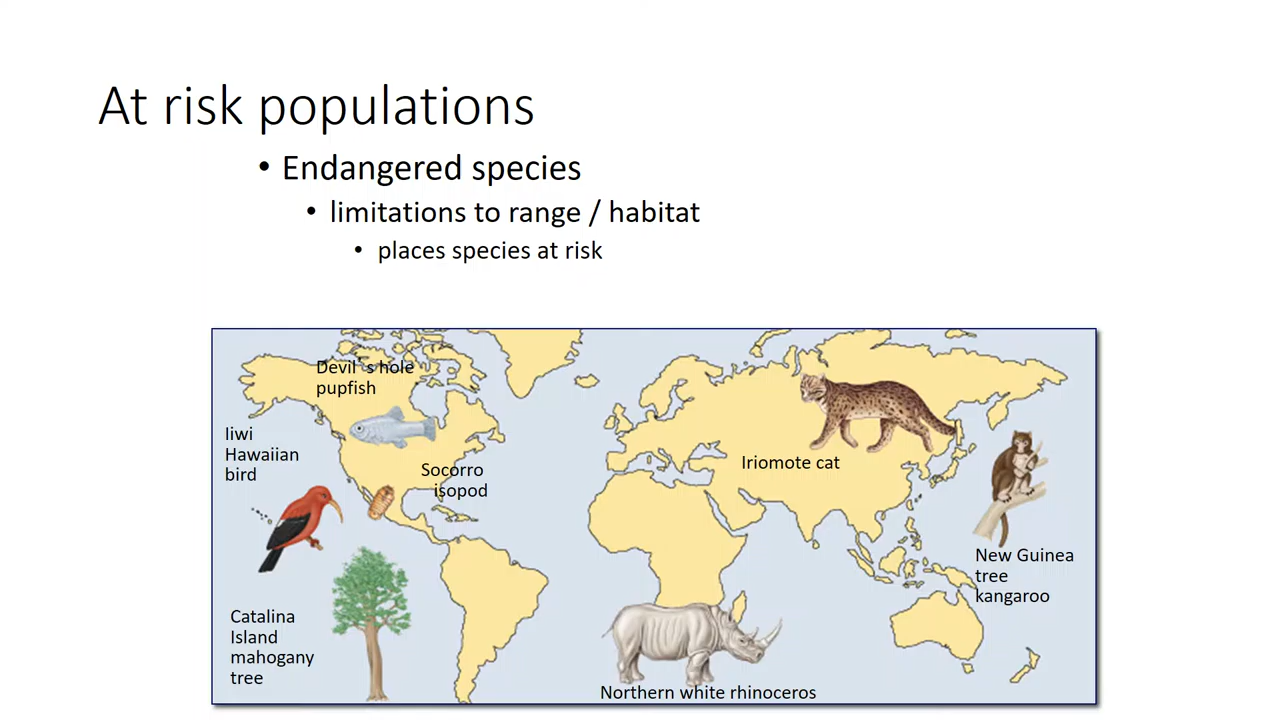 At risk populations
• Endangered species
• limitations to range / habitat
• places species at risk
Devil´s hole
pupfish
Iiwi
Hawaiian
bird
Socorro
isopod
Iriomote cat
New Guinea
tree
kangaroo
Catalina
Island
mahogany
tree
Northern white rhinoceros